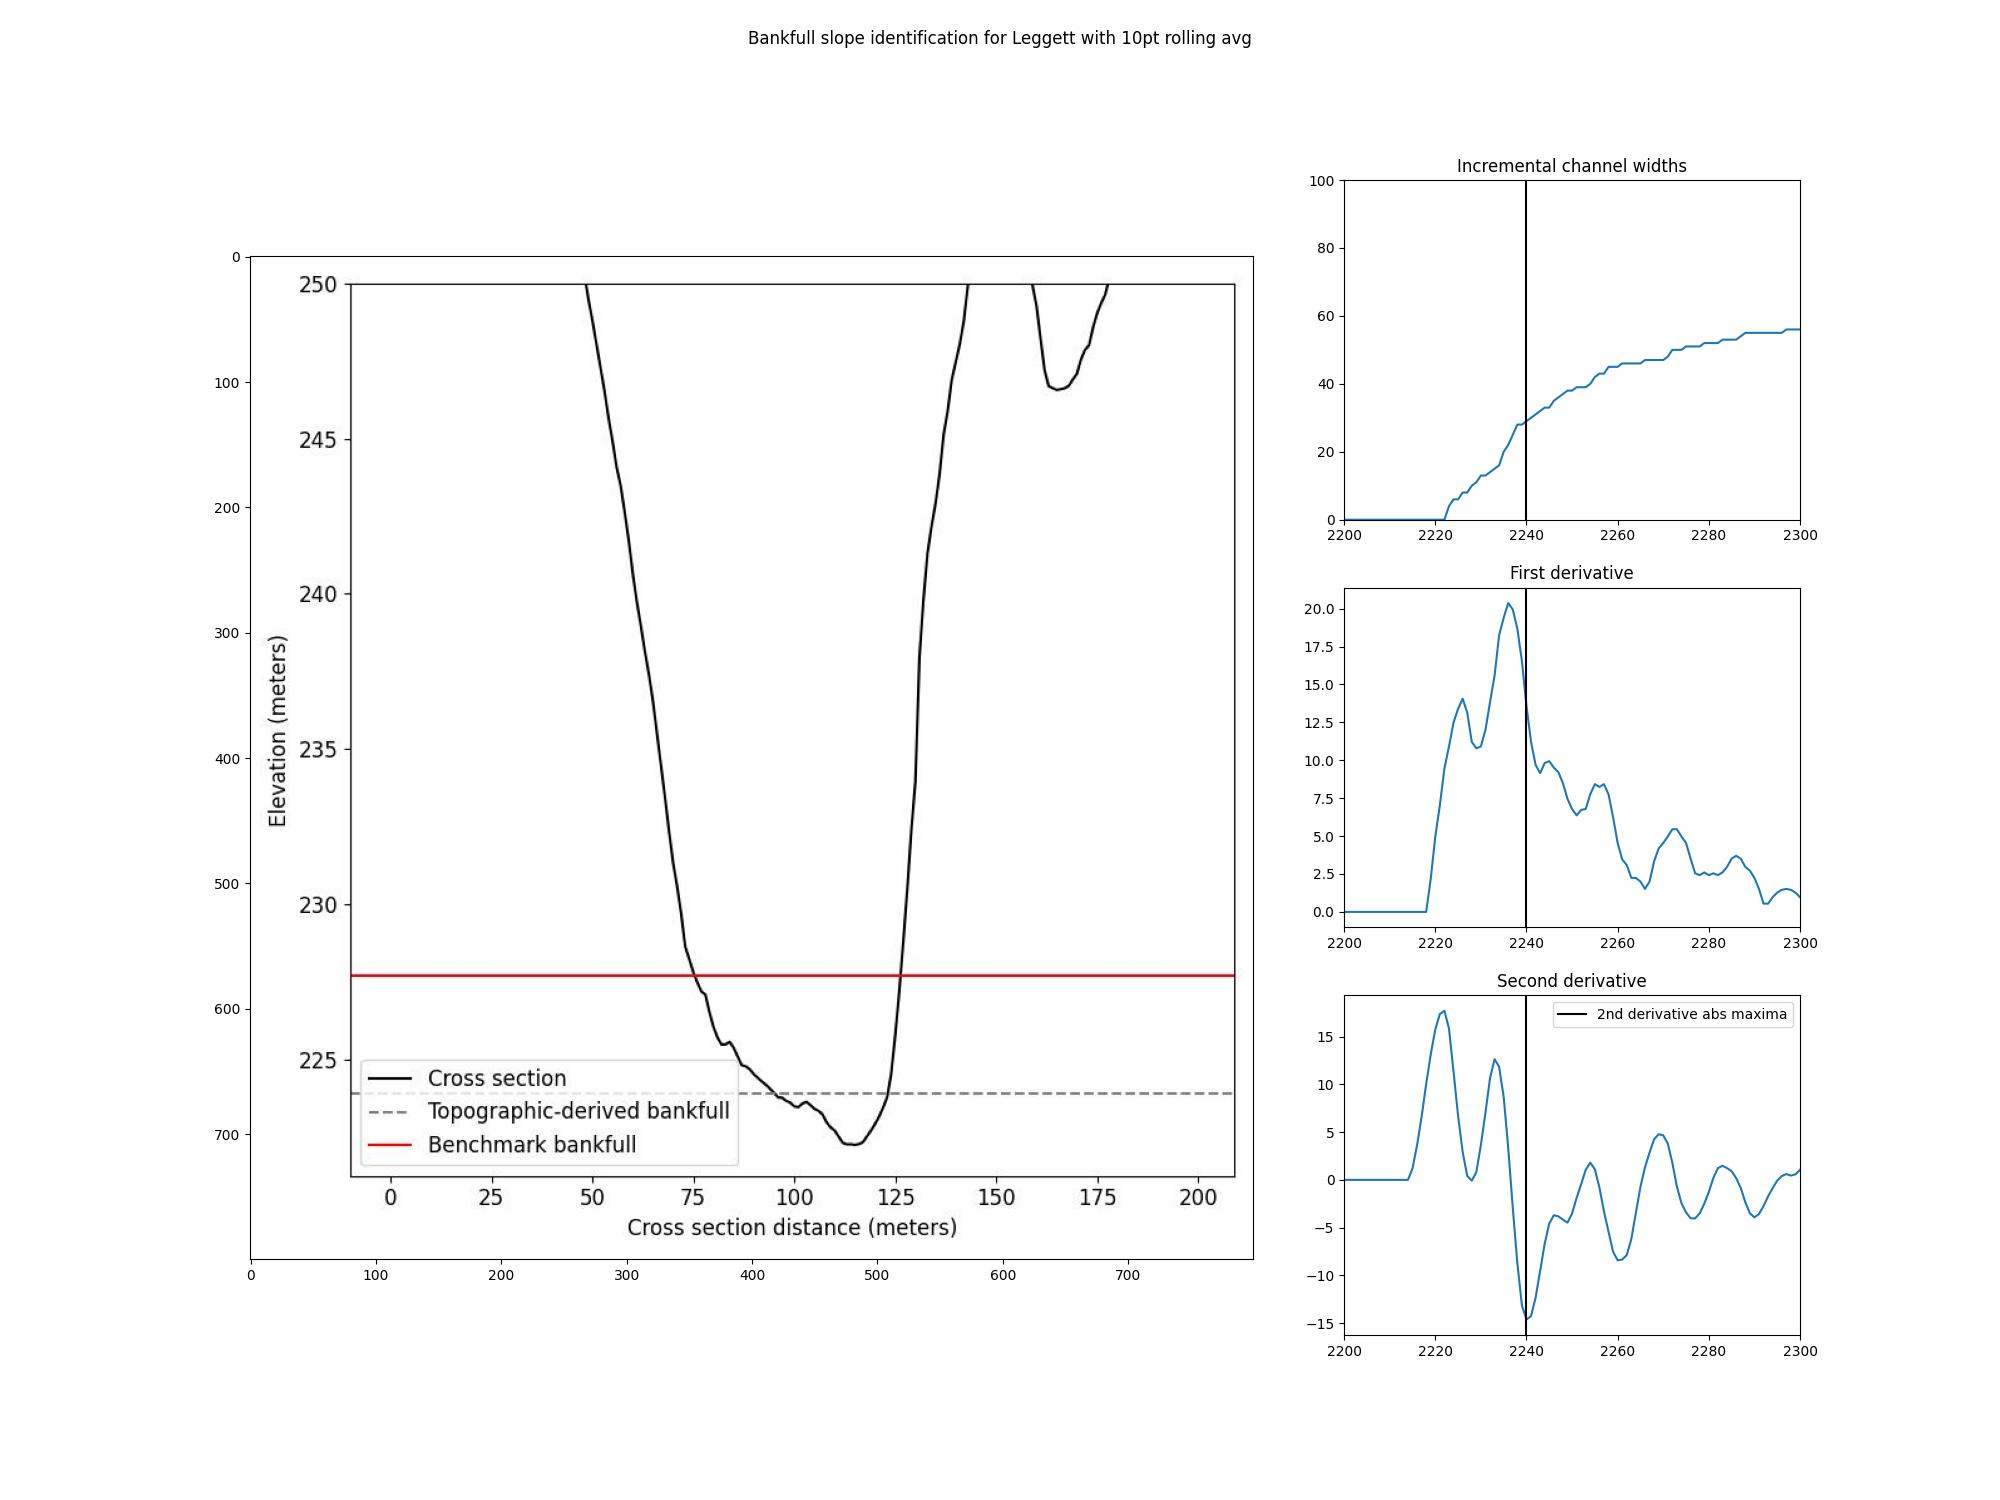 Bankfull slope identification for Leggett with 10pt rolling avg
0
100
200
300
400
500
600
700
250
245
240
235
230
225
Elevation (meters)
Cross section
Topographic-derived bankfull
Benchmark bankfull
0 25 50 75 100 125 150 175 200
Cross section distance (meters)
0 100 200 300 400 500 600 700
Incremental channel widths
100
80
60
40
20
0
2200 2220 2240 2260 2280 2300
First derivative
20.0
17.5
15.0
12.5
10.0
7.5
5.0
2.5
0.0
2200 2220 2240 2260 2280 2300
Second derivative
2nd derivative abs maxima
15
10
5
0
−5
−10
−15
2200 2220 2240 2260 2280 2300